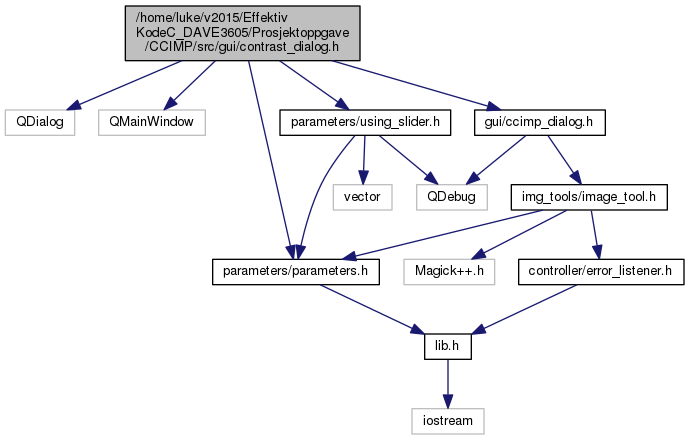 /home/luke/v2015/Effektiv
KodeC_DAVE3605/Prosjektoppgave
/CCIMP/src/gui/contrast_dialog.h
QDialog
QMainWindow
parameters/using_slider.h
gui/ccimp_dialog.h
vector
QDebug
img_tools/image_tool.h
parameters/parameters.h
Magick++.h
controller/error_listener.h
lib.h
iostream